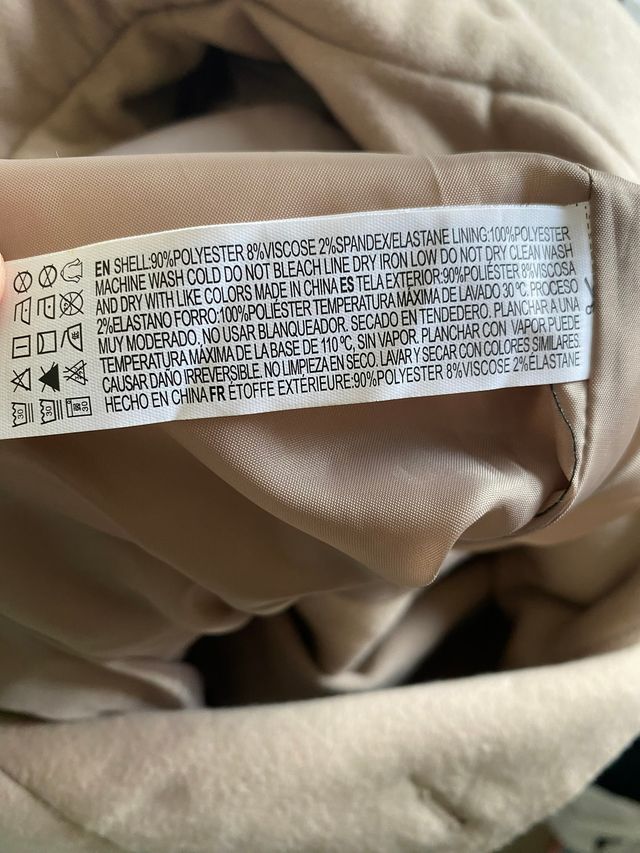 EN SHELL:90%POLYESTER 8%VISCOSE 2%SPANDEX/ELASTANE LINING:100%POLYESTER
MACHINE WASH COLD DO NOT BLEACH LINE DRY IRON LOW DO NOT DRY CLEAN WASH
AND DRY WITH LIKE COLORS MADE IN CHINA ES TELA EXTERIOR:90%POLIÉSTER 8%VISCOSA
2%ELASTANO FORRO:100%POLIÉSTER TEMPERATURA MÁXIMA DE LAVADO 30 ºC. PROCESO
MUY MODERADO, NO USAR BLANQUEADOR. SECADO EN TENDEDERO. PLANCHAR A UNA
TEMPERATURA MÁXIMA DE LA BASE DE 110 ºC, SIN VAPOR. PLANCHAR CON VAPOR PUEDE
CAUSAR DAÑO IRREVERSIBLE. NO LIMPIEZA EN SECO. LAVAR Y SECAR CON COLORES SIMILARES.
HECHO EN CHINA FR ÉTOFFE EXTÉRIEURE:90%POLYESTER 8%VISCOSE 2%ÉLASTANE
30 30 30